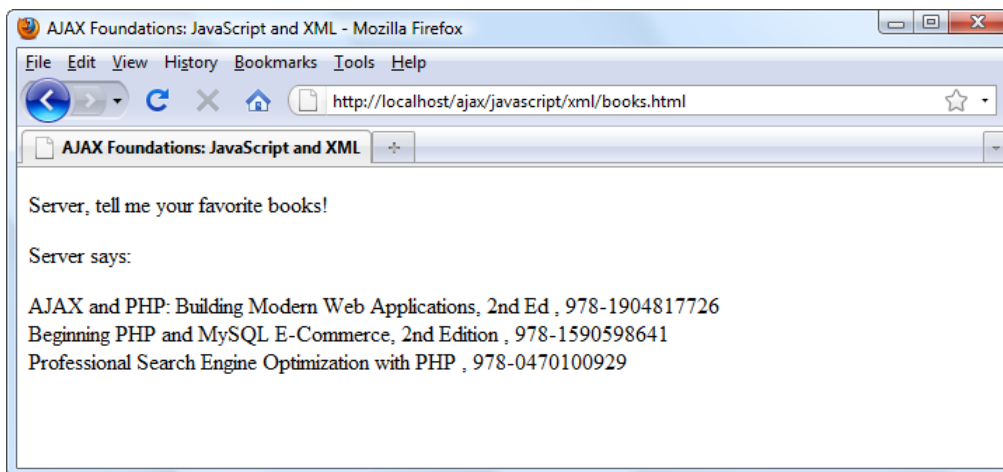 AJAX Foundations: JavaScript and XML - Mozilla Firefox
File Edit View History Bookmarks Tools Help
http://localhost/ajax/javascript/xml/books.html
AJAX Foundations: JavaScript and XML
Server, tell me your favorite books!
Server says:
AJAX and PHP: Building Modern Web Applications, 2nd Ed , 978-1904817726
Beginning PHP and MySQL E-Commerce, 2nd Edition , 978-1590598641
Professional Search Engine Optimization with PHP , 978-0470100929